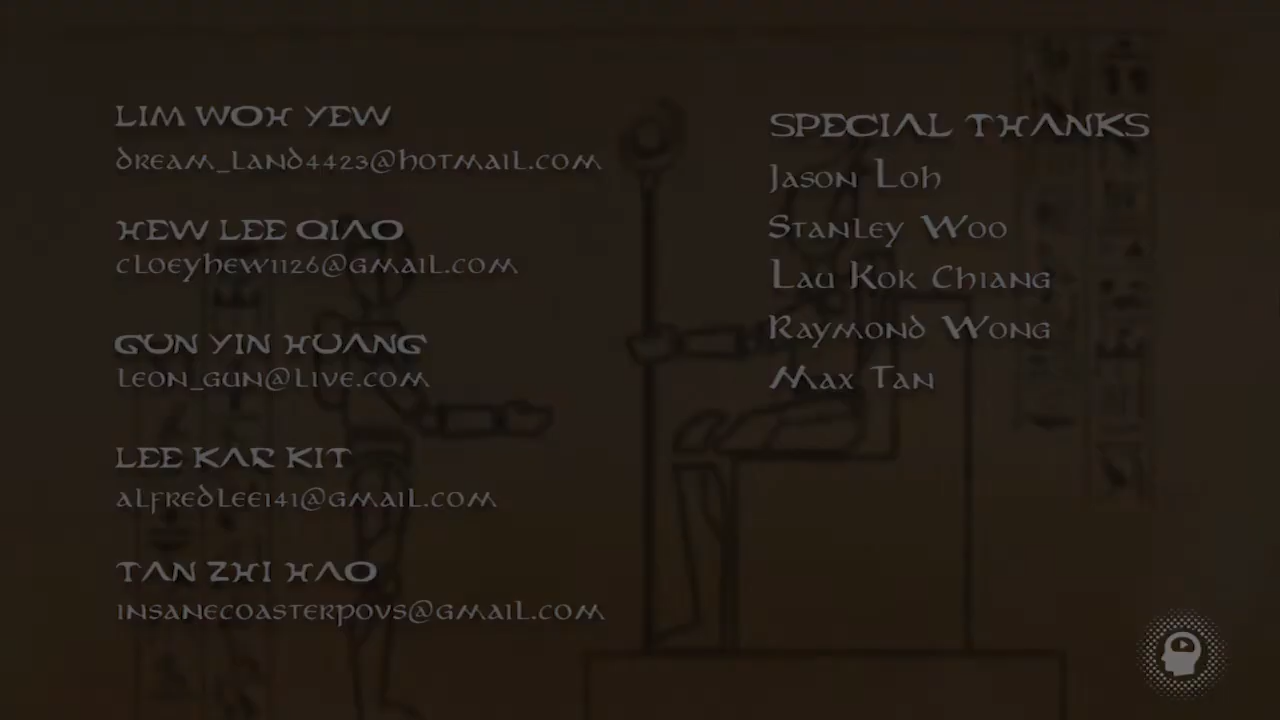 LIM WOH YEW
dream_land4423@hotmail.com
HEW LEE QIAO
cloeyhew1126@gmail.com
GUN YIN HUANG
leon_gun@live.com
LEE KAR KIT
alfredlee141@gmail.com
TAN ZHI HAO
insanecoasterpovs@gmail.com
SPECIAL THANKS
Jason Loh
Stanley Woo
Lau Kok Chiang
Raymond Wong
Max Tan